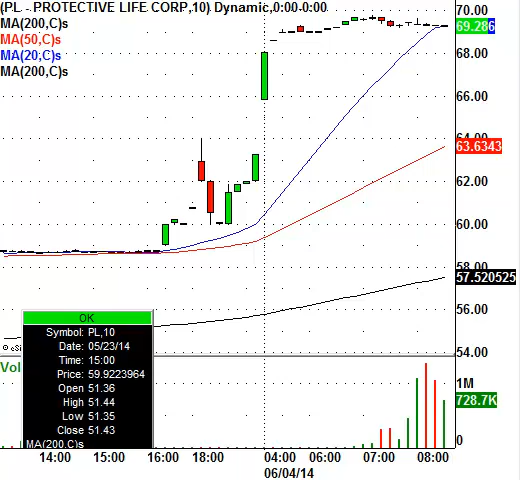 (PL - PROTECTIVE LIFE CORP,10) Dynamic,0:00-0:00
MA(200,C)s
MA(50,C)s
MA(20,C)s
MA(200,C)s
70.00
69.286
68.00
66.00
64.00
63.6343
62.00
60.00
58.00
57.520525
56.00
54.00
OK
Symbol: PL,10
Date: 05/23/14
Time: 15:00
Price: 59.9223964
Open 51.36
High 51.44
Low 51.35
Close 51.43
MA(200,C)s
Vol
1M
728.7K
0
14:00 15:00 16:00 18:00 04:00 06:00 07:00 08:00
06/04/14